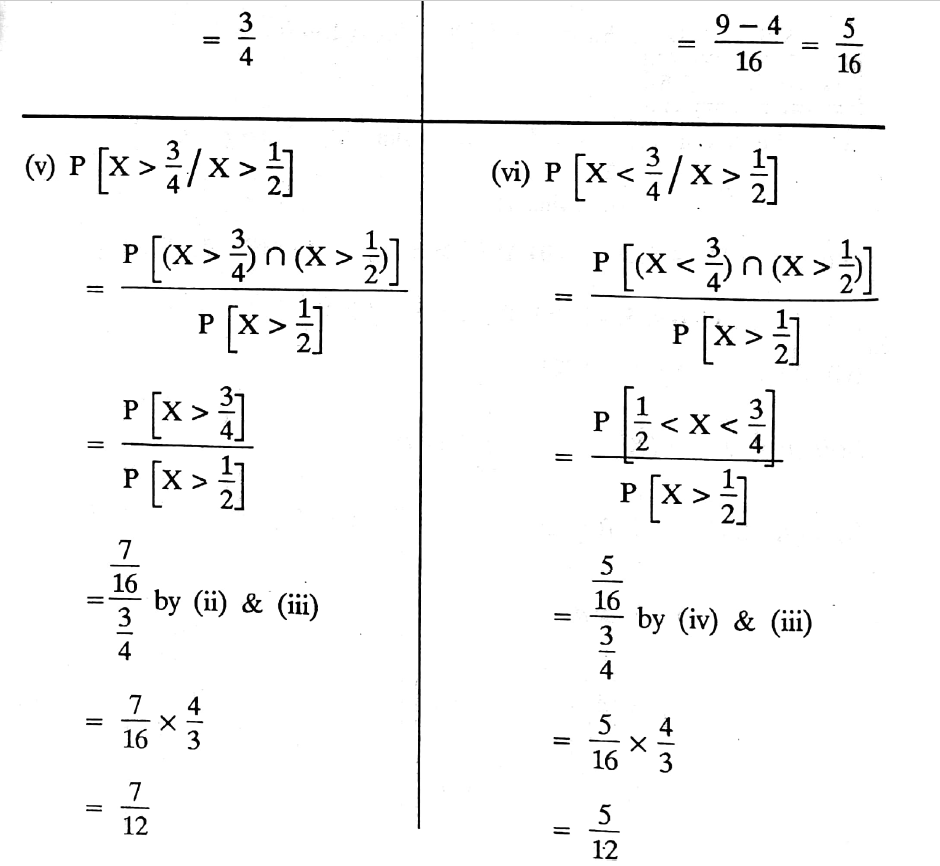 = 3/4
= (9 – 4)/16 = 5/16
(v) P [X > 3/4 / X > 1/2]
= P [(X > 3/4) ∩ (X > 1/2)] / P [X > 1/2]
= P [X > 3/4] / P [X > 1/2]
= (7/16)/(3/4) by (ii) & (iii)
= 7/16 × 4/3
= 7/12
(vi) P [X < 3/4 / X > 1/2]
= P [(X < 3/4) ∩ (X > 1/2)] / P [X > 1/2]
= P [1/2 < X < 3/4] / P [X > 1/2]
= (5/16)/(3/4) by (iv) & (iii)
= 5/16 × 4/3
= 5/12